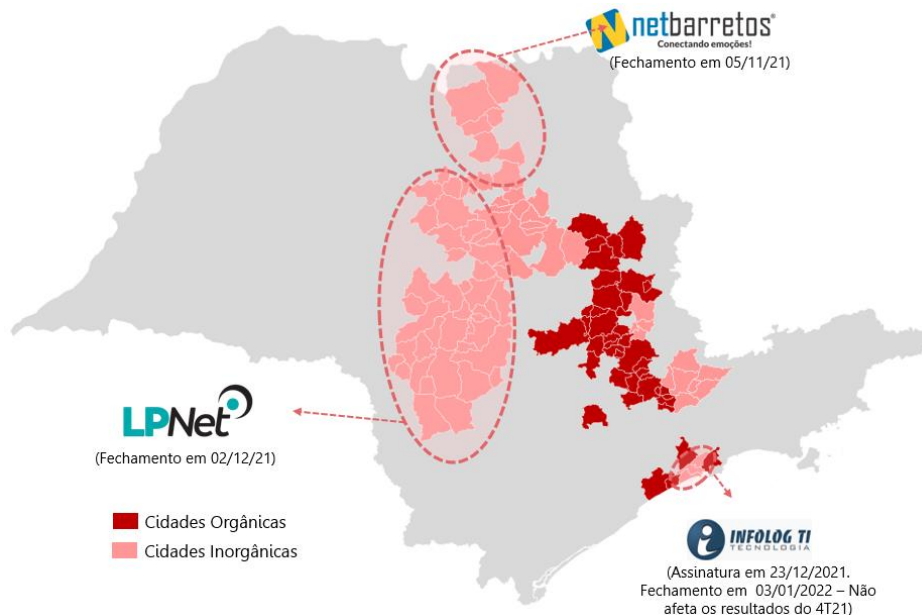 netbarretos®
Conectando emoções!
(Fechamento em 05/11/21)
LPNet
(Fechamento em 02/12/21)
Cidades Orgânicas
Cidades Inorgânicas
INFOLOG TI
TECNOLOGIA
(Assinatura em 23/12/2021.
Fechamento em 03/01/2022 – Não
afeta os resultados do 4T21)